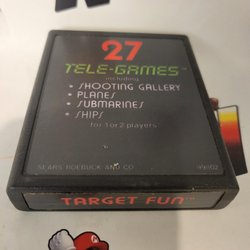 27
TELE-GAMES
including
• SHOOTING GALLERY
• PLANES
• SUBMARINES
• SHIPS
for 1 or 2 players
SEARS, ROEBUCK AND CO.
TARGET FUN